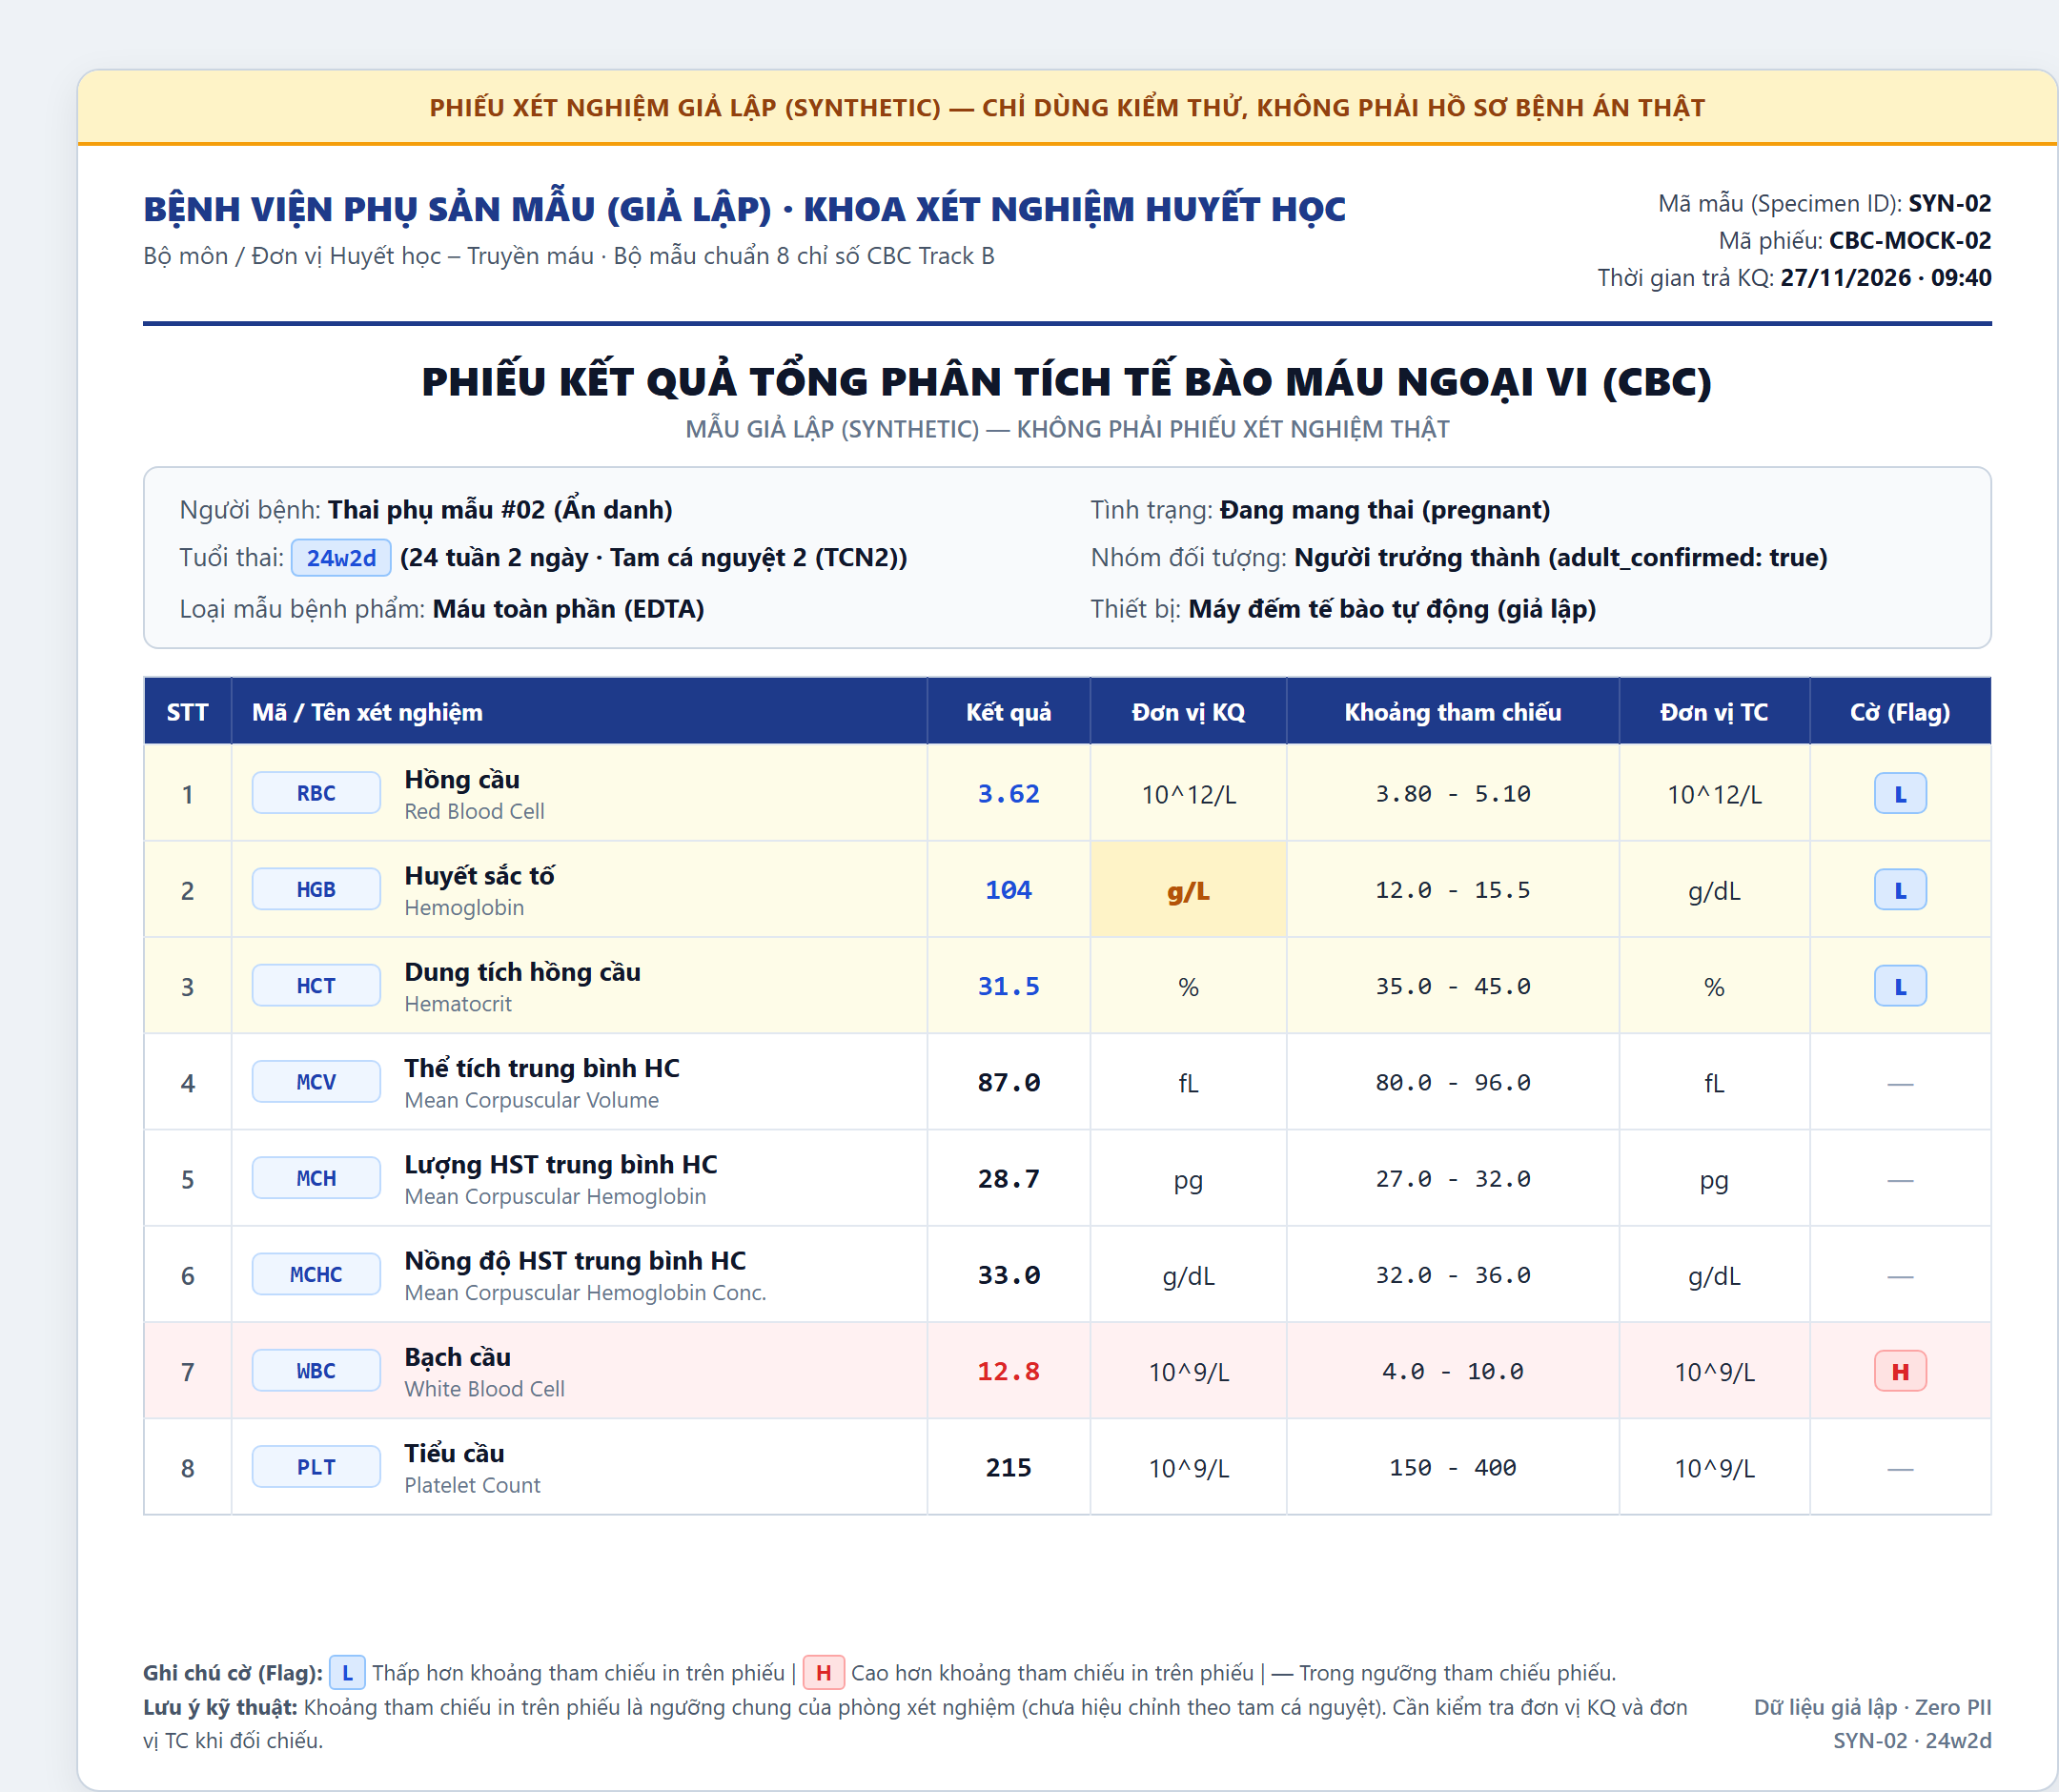 PHIẾU XÉT NGHIỆM GIẢ LẬP (SYNTHETIC) — CHỈ DÙNG KIỂM THỬ, KHÔNG PHẢI HỒ SƠ BỆNH ÁN THẬT
BỆNH VIỆN PHỤ SẢN MẪU (GIẢ LẬP) · KHOA XÉT NGHIỆM HUYẾT HỌC
Bộ môn / Đơn vị Huyết học – Truyền máu · Bộ mẫu chuẩn 8 chỉ số CBC Track B
Mã mẫu (Specimen ID): SYN-02
Mã phiếu: CBC-MOCK-02
Thời gian trả KQ: 27/11/2026 · 09:40
PHIẾU KẾT QUẢ TỔNG PHÂN TÍCH TẾ BÀO MÁU NGOẠI VI (CBC)
MẪU GIẢ LẬP (SYNTHETIC) — KHÔNG PHẢI PHIẾU XÉT NGHIỆM THẬT
Người bệnh: Thai phụ mẫu #02 (Ẩn danh)
Tình trạng: Đang mang thai (pregnant)
Tuổi thai: 24w2d (24 tuần 2 ngày · Tam cá nguyệt 2 (TCN2))
Nhóm đối tượng: Người trưởng thành (adult_confirmed: true)
Loại mẫu bệnh phẩm: Máu toàn phần (EDTA)
Thiết bị: Máy đếm tế bào tự động (giả lập)
STT Mã / Tên xét nghiệm Kết quả Đơn vị KQ Khoảng tham chiếu Đơn vị TC Cờ (Flag)
1 RBC Hồng cầu 3.62 10^12/L 3.80 - 5.10 10^12/L L
Red Blood Cell
2 HGB Huyết sắc tố 104 g/L 12.0 - 15.5 g/dL L
Hemoglobin
3 HCT Dung tích hồng cầu 31.5 % 35.0 - 45.0 % L
Hematocrit
4 MCV Thể tích trung bình HC 87.0 fL 80.0 - 96.0 fL —
Mean Corpuscular Volume
5 MCH Lượng HST trung bình HC 28.7 pg 27.0 - 32.0 pg —
Mean Corpuscular Hemoglobin
6 MCHC Nồng độ HST trung bình HC 33.0 g/dL 32.0 - 36.0 g/dL —
Mean Corpuscular Hemoglobin Conc.
7 WBC Bạch cầu 12.8 10^9/L 4.0 - 10.0 10^9/L H
White Blood Cell
8 PLT Tiểu cầu 215 10^9/L 150 - 400 10^9/L —
Platelet Count
Ghi chú cờ (Flag): L Thấp hơn khoảng tham chiếu in trên phiếu | H Cao hơn khoảng tham chiếu in trên phiếu | — Trong ngưỡng tham chiếu phiếu.
Lưu ý kỹ thuật: Khoảng tham chiếu in trên phiếu là ngưỡng chung của phòng xét nghiệm (chưa hiệu chỉnh theo tam cá nguyệt). Cần kiểm tra đơn vị KQ và đơn
vị TC khi đối chiếu.
Dữ liệu giả lập · Zero PII
SYN-02 · 24w2d